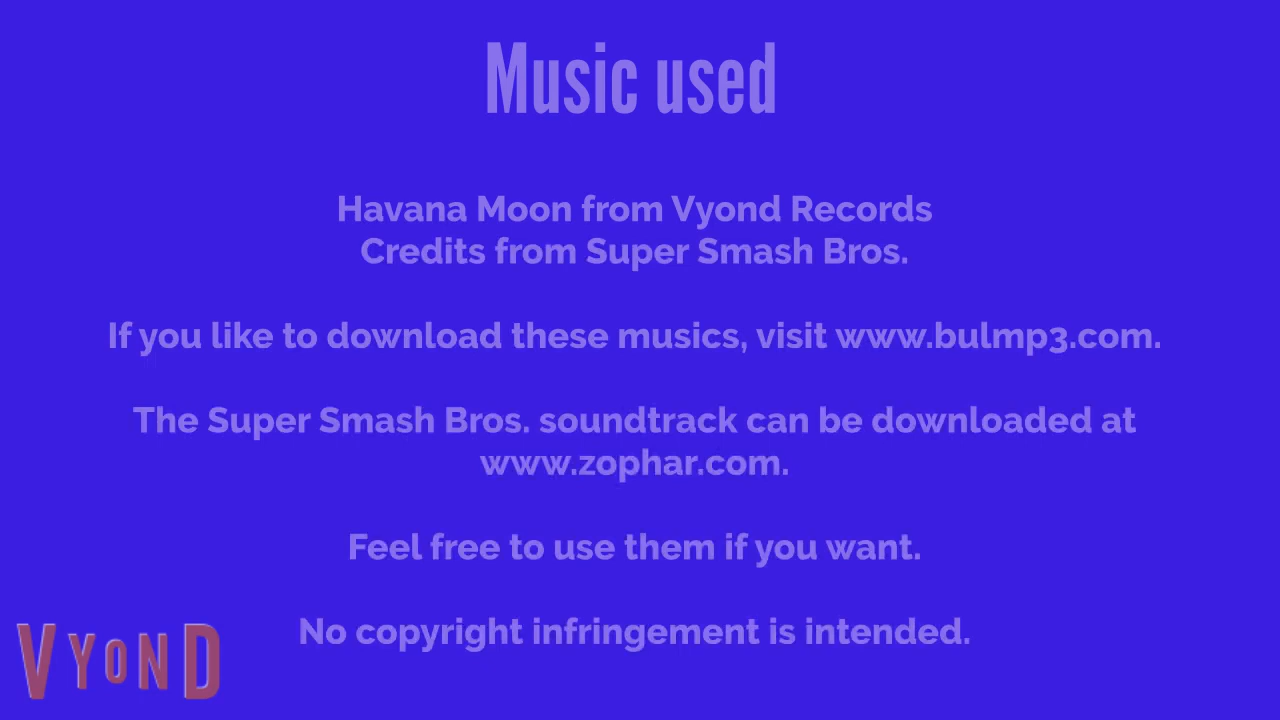 Music used
Havana Moon from Vyond Records
Credits from Super Smash Bros.
If you like to download these musics, visit www.bulmp3.com.
The Super Smash Bros. soundtrack can be downloaded at
www.zophar.com.
Feel free to use them if you want.
No copyright infringement is intended.
VYOND